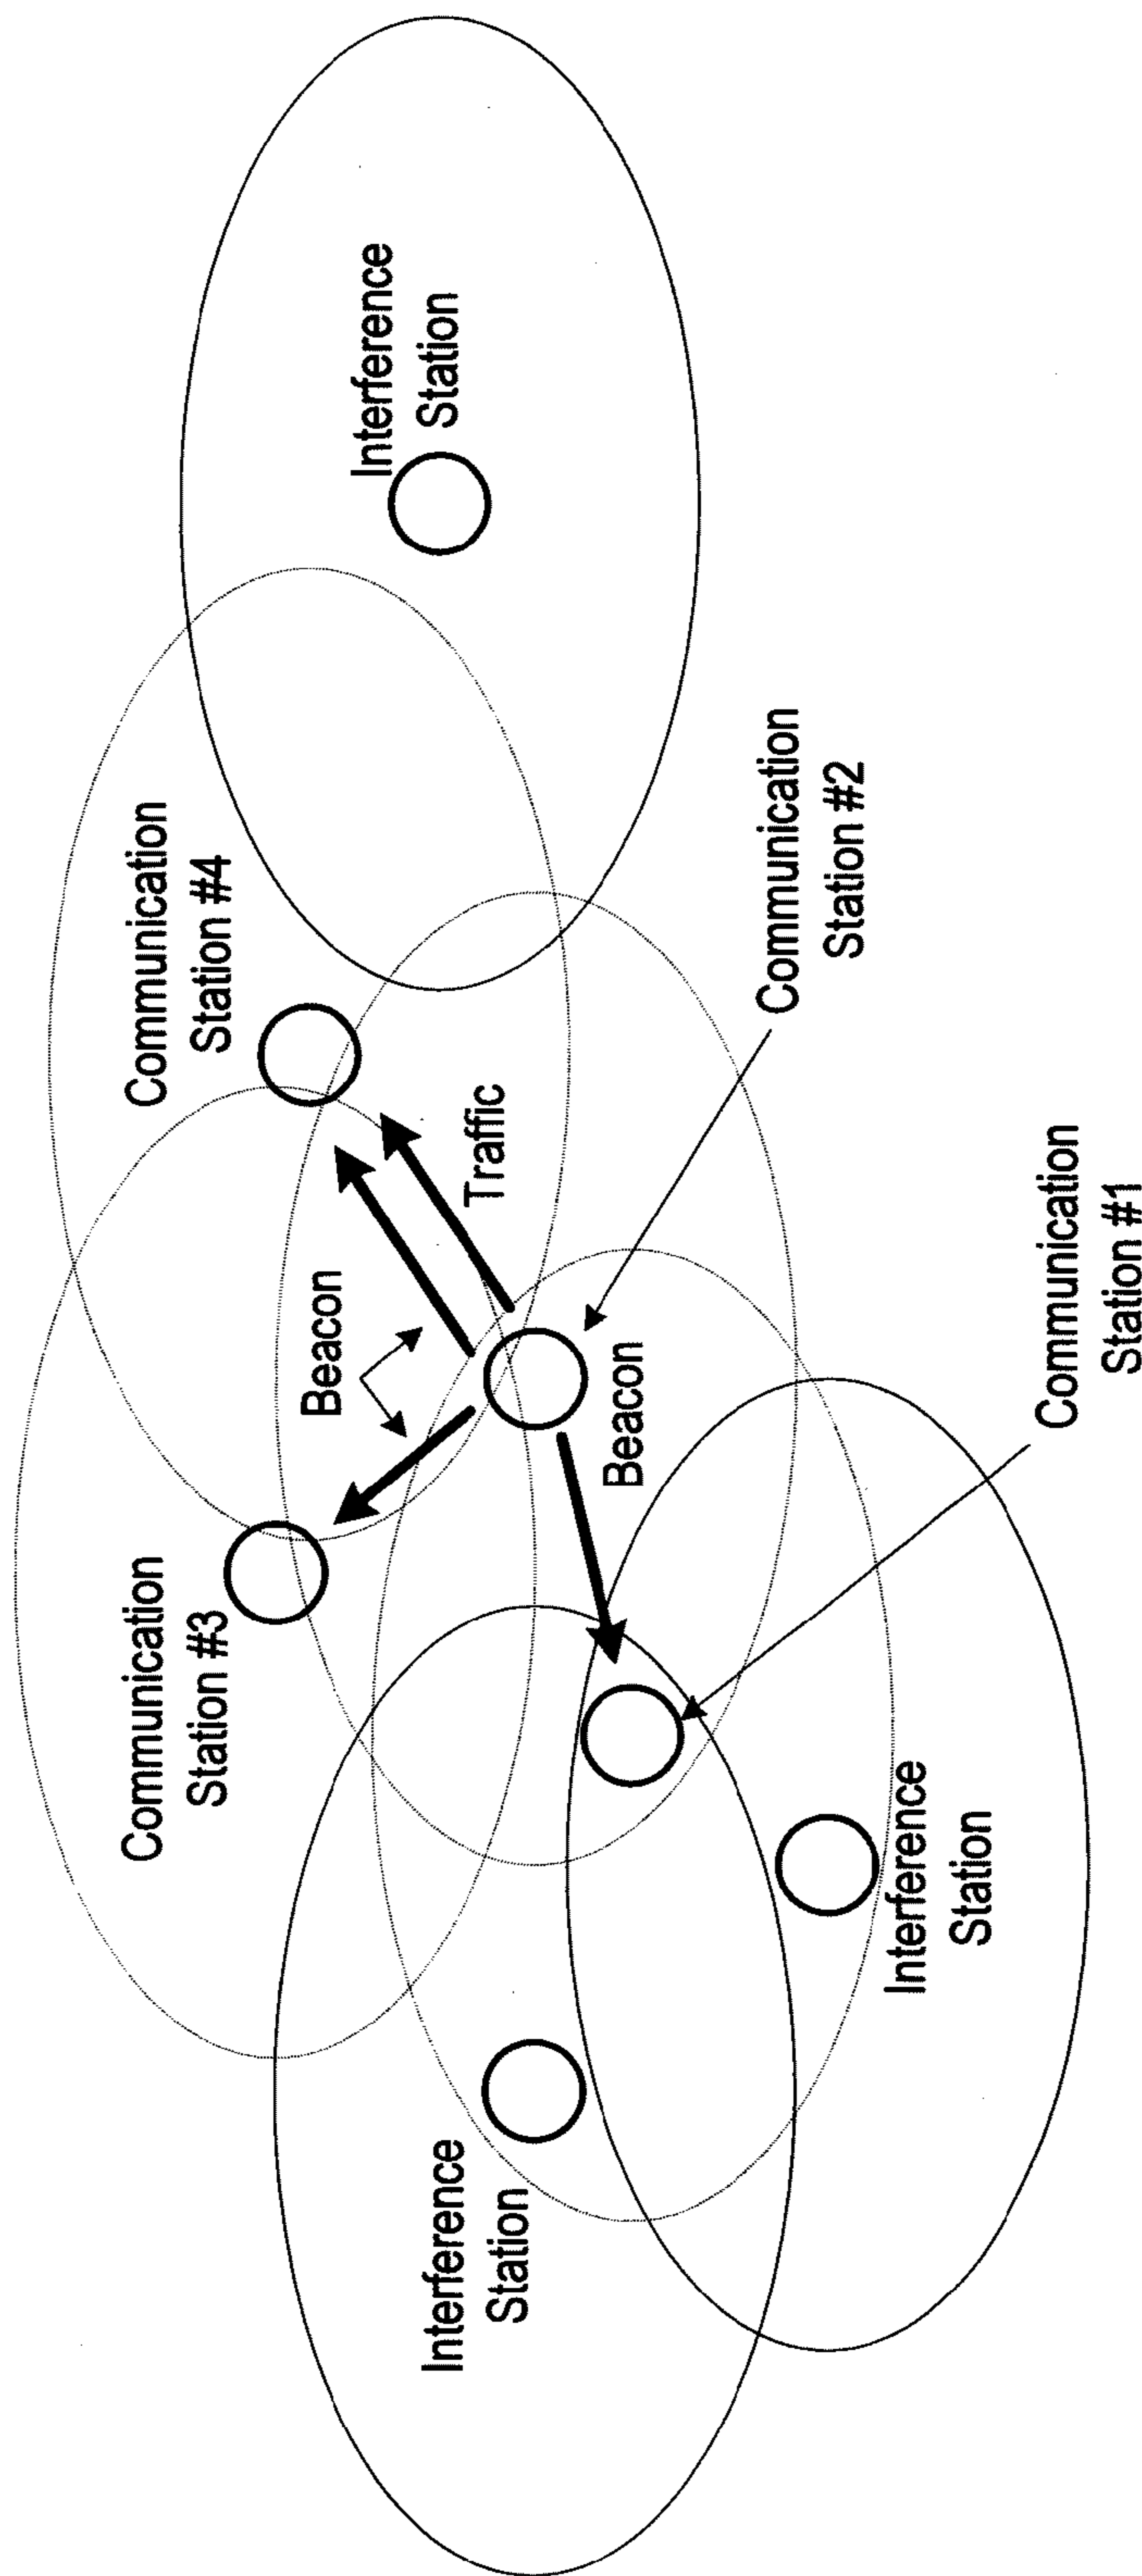 Communication
Station #3
Communication
Station #4
Interference
Station
Beacon
Traffic
Interference
Station
Beacon
Communication
Station #2
Interference
Station
Communication
Station #1